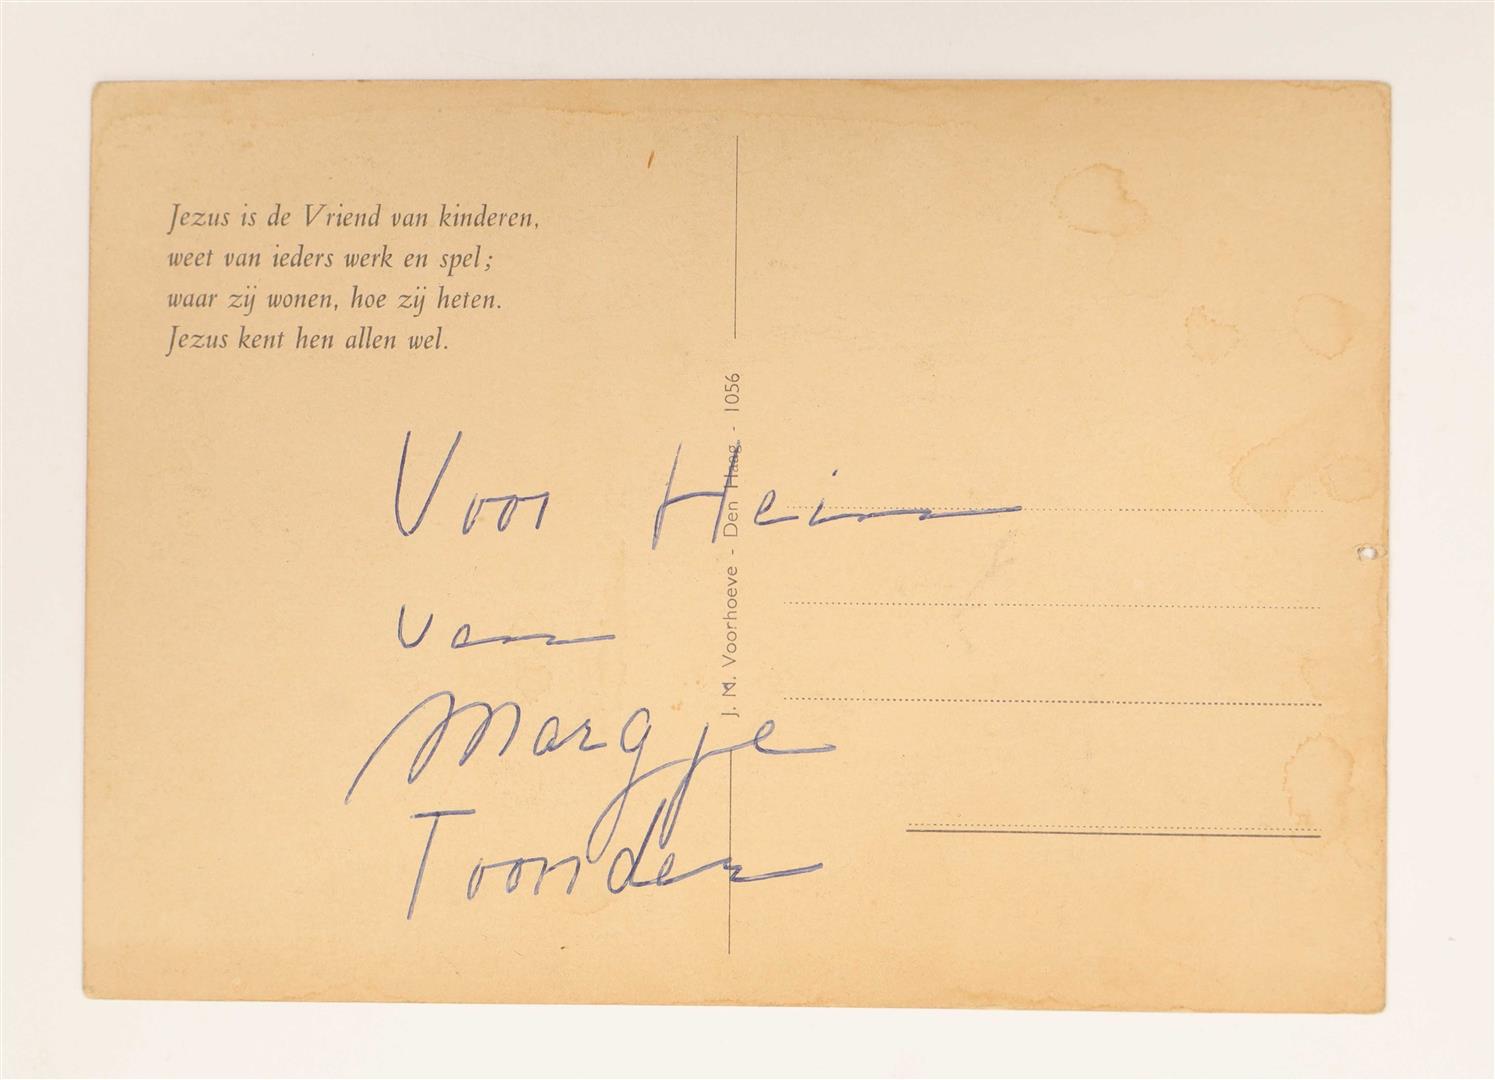 Jezus is de Vriend van kinderen,
weet van ieders werk en spel;
waar zij wonen, hoe zij heten.
Jezus kent hen allen wel.
J. M. Voorhoeve - Den Haag - 1056
Voor Hein
van
Margje
Toonder